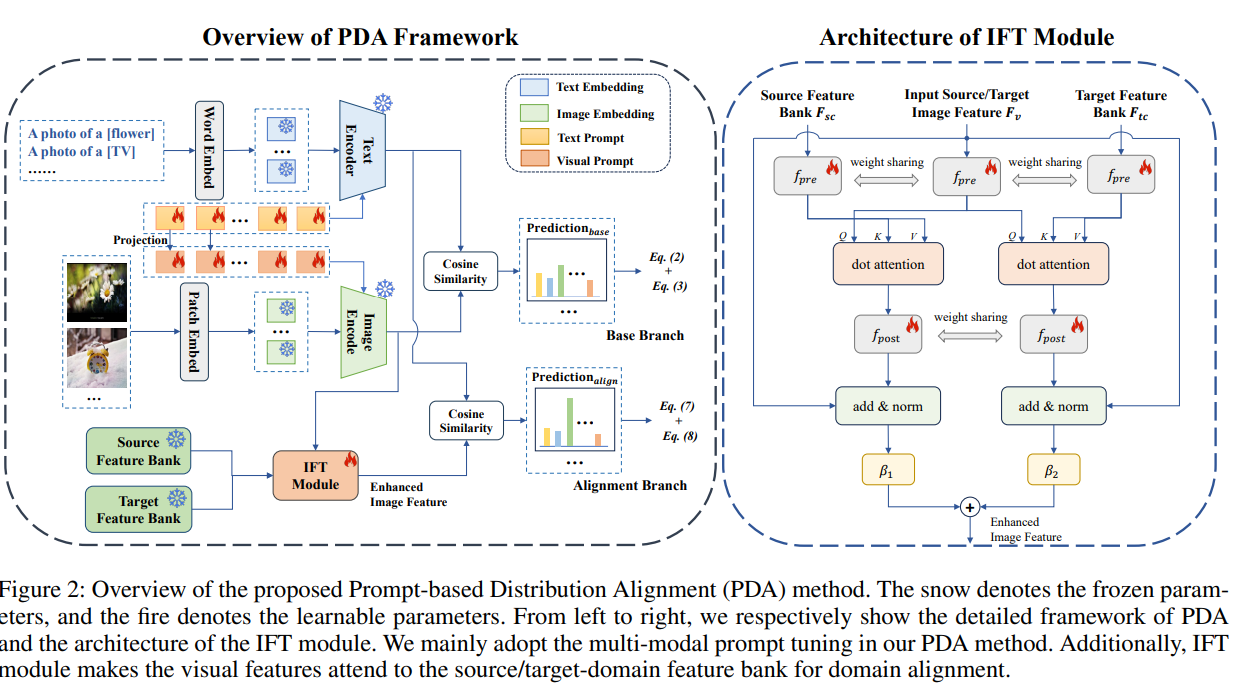 Overview of PDA Framework
A photo of a [flower]
A photo of a [TV]
......
Word Embed
...
Text Encoder
Text Embedding
Image Embedding
Text Prompt
Visual Prompt
...
Projection
...
Patch Embed
...
Image Encode
...
Cosine Similarity
Prediction_base
...
...
Eq. (2)
+
Eq. (3)
Base Branch
Source
Feature Bank
Target
Feature Bank
IFT
Module
Enhanced
Image Feature
Cosine
Similarity
Prediction_align
...
...
Eq. (7)
+
Eq. (8)
Alignment Branch
Architecture of IFT Module
Source Feature
Bank F_sc
Input Source/Target
Image Feature F_v
Target Feature
Bank F_tc
f_pre
weight sharing
f_pre
weight sharing
f_pre
Q K V
Q K V
dot attention
dot attention
f_post
weight sharing
f_post
add & norm
add & norm
β_1
β_2
+
Enhanced
Image Feature
Figure 2: Overview of the proposed Prompt-based Distribution Alignment (PDA) method. The snow denotes the frozen param-
eters, and the fire denotes the learnable parameters. From left to right, we respectively show the detailed framework of PDA
and the architecture of the IFT module. We mainly adopt the multi-modal prompt tuning in our PDA method. Additionally, IFT
module makes the visual features attend to the source/target-domain feature bank for domain alignment.